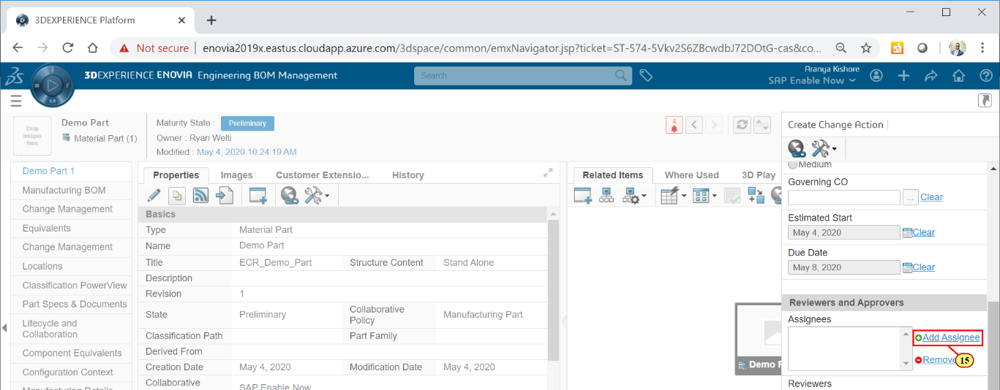 3DEXPERIENCE Platform
Not secure enovia2019x.eastus.cloudapp.azure.com/3dspace/common/emxNavigator.jsp?ticket=ST-574-5Vkv2S6ZBcwdbJ72DOtG-cas&co...
3DEXPERIENCE ENOVIA Engineering BOM Management
Search
Aranya Kishore
SAP Enable Now
3D
V.R
Drop images here
Demo Part
Material Part (1)
Maturity State : Preliminary
Owner : Ryan Welti
Modified : May 4, 2020 10:24:19 AM
4
Create Change Action
Demo Part 1
Manufacturing BOM
Change Management
Equivalents
Change Management
Locations
Classification PowerView
Part Specs & Documents
Lifecycle and
Collaboration
Component Equivalents
Configuration Context
Manufacturing Details
Properties Images Customer Extensio... History
Basics
Type Material Part
Name Demo Part
Title ECR_Demo_Part Structure Content Stand Alone
Description
Revision 1
State Preliminary Collaborative Policy Manufacturing Part
Classification Path Part Family
Derived From
Creation Date May 4, 2020 Modification Date May 4, 2020
Collaborative SAP Enable Now
Related Items Where Used 3D Play
Demo P
Medium
Governing CO
... Clear
Estimated Start
May 4, 2020 Clear
Due Date
May 8, 2020 Clear
Reviewers and Approvers
Assignees
Add Assignee
Remove 15
Reviewers